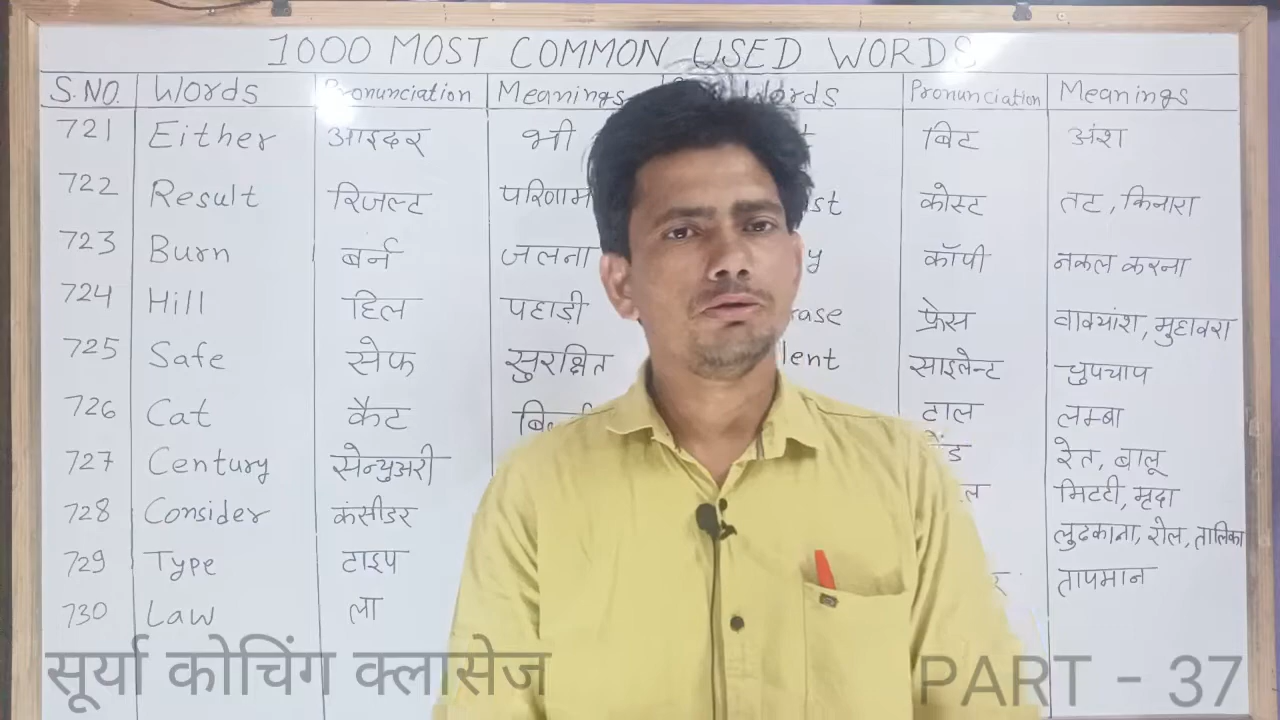 1000 MOST COMMON USED WORDS
S.NO. Words Pronunciation Meanings Words Pronunciation Meanings
721 Either आइदर भी बिट अंश
722 Result रिजल्ट परिणाम कोस्ट तट, किनारा
723 Burn बर्न जलना कॉपी नकल करना
724 Hill हिल पहाड़ी फ्रेस वाक्यांश, मुहावरा
725 Safe सेफ सुरक्षित साइलेन्ट चुपचाप
726 Cat कैट टाल लम्बा
727 Century सेन्चुअरी रेत, बालू
728 Consider कंसीडर मिटटी, मृदा
729 Type टाइप लुढकाना, रोल, तालिका
730 Law ला तापमान
सूर्या कोचिंग क्लासेज PART - 37